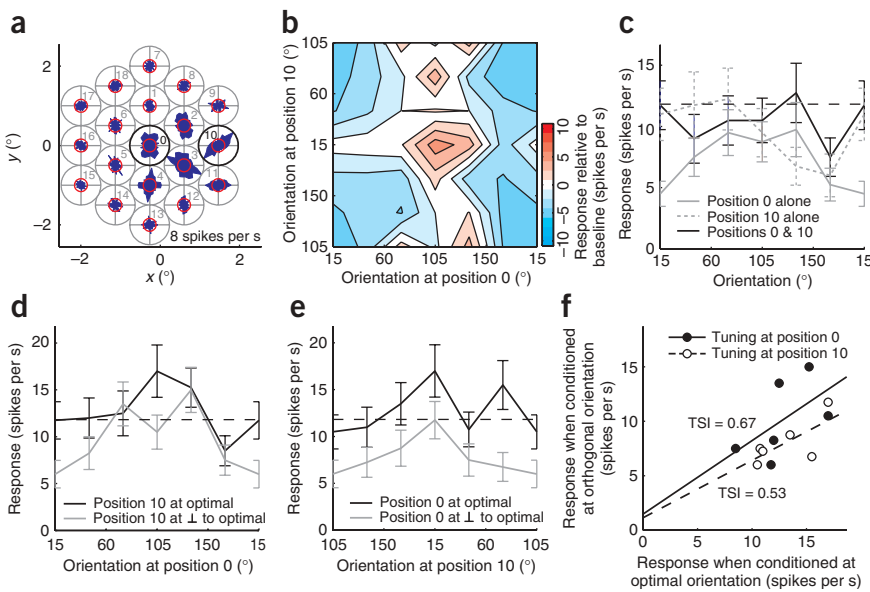 a
y (°)
2
0
−2
7
18
8
17
1
9
6
2
16
0
10
5
3
15
4
11
14
12
13
8 spikes per s
−2
0
2
x (°)
b
Orientation at position 10 (°)
105
60
15
150
105
15
60
105
150
15
Orientation at position 0 (°)
10
5
0
−5
−10
Response relative to
baseline (spikes per s)
c
Response (spikes per s)
15
10
5
0
Position 0 alone
Position 10 alone
Positions 0 & 10
15
60
105
150
15
Orientation (°)
d
Response (spikes per s)
20
15
10
5
0
Position 10 at optimal
Position 10 at ⊥ to optimal
15
60
105
150
15
Orientation at position 0 (°)
e
Response (spikes per s)
20
15
10
5
0
Position 0 at optimal
Position 0 at ⊥ to optimal
105
150
15
60
105
Orientation at position 10 (°)
f
Response when conditioned
at orthogonal orientation
(spikes per s)
20
15
10
5
0
Tuning at position 0
Tuning at position 10
TSI = 0.67
TSI = 0.53
0
5
10
15
Response when conditioned at
optimal orientation (spikes per s)